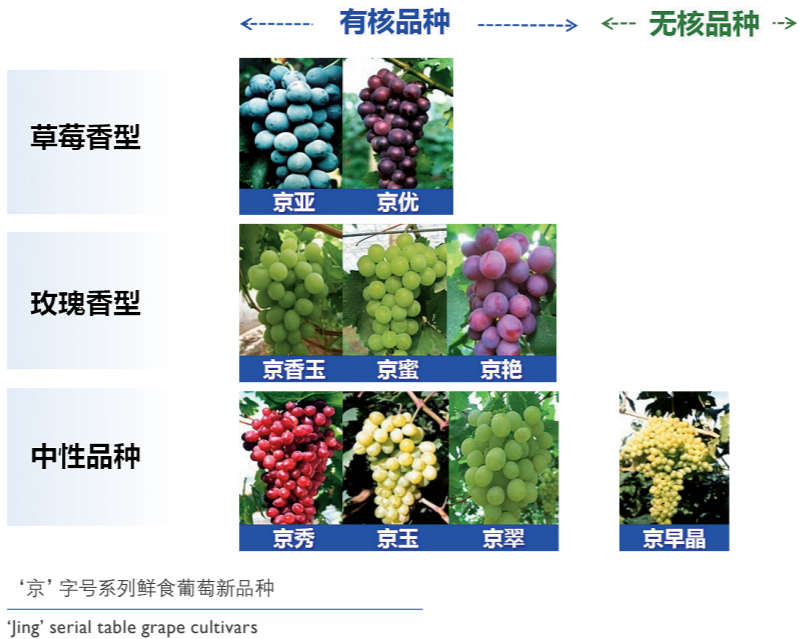 有核品种 无核品种
草莓香型
京亚 京优
玫瑰香型
京香玉 京蜜 京艳
中性品种
京秀 京玉 京翠 京早晶
‘京’字号系列鲜食葡萄新品种
‘Jing’ serial table grape cultivars